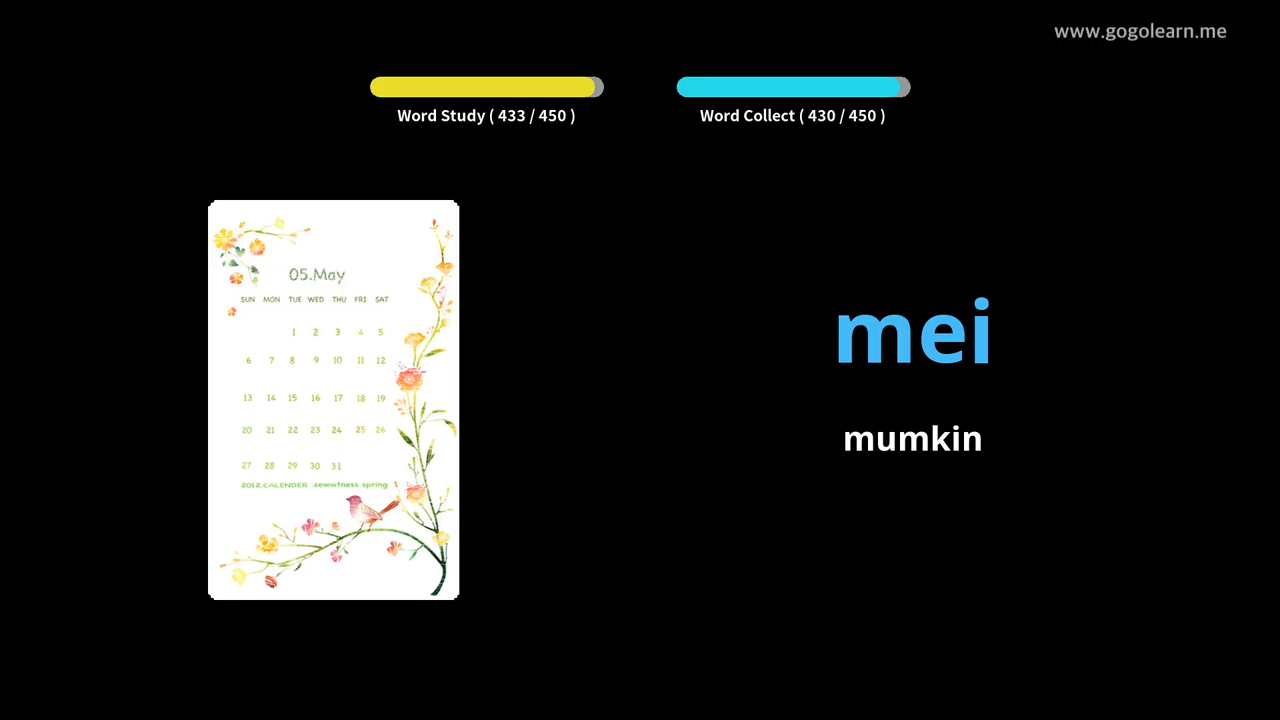 www.gogolearn.me
Word Study ( 433 / 450 )
Word Collect ( 430 / 450 )
05.May
SUN MON TUE WED THU FRI SAT
1 2 3 4 5
6 7 8 9 10 11 12
13 14 15 16 17 18 19
20 21 22 23 24 25 26
27 28 29 30 31
2012.CALENDER .sewwtness spring
mei
mumkin